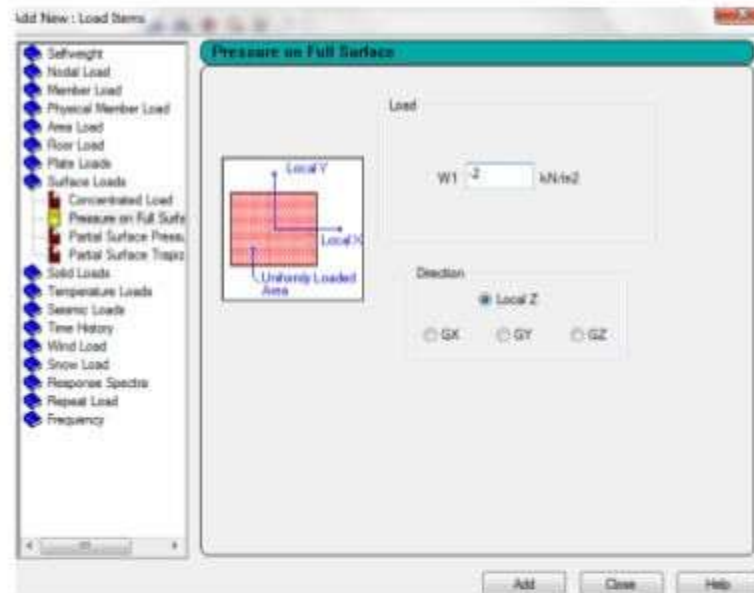 Add New : Load Items
Selfweight
Nodal Load
Member Load
Physical Member Load
Area Load
Floor Load
Plate Loads
Surface Loads
Concentrated Load
Pressure on Full Surfa
Partial Surface Pressu
Partial Surface Trapez
Solid Loads
Temperature Loads
Seismic Loads
Time History
Wind Load
Snow Load
Response Spectra
Repeat Load
Frequency
Pressure on Full Surface
Local Y
Local X
Uniformly Loaded
Area
Load
W1 -2 kN/m2
Direction
Local Z
GX GY GZ
Add Close Help